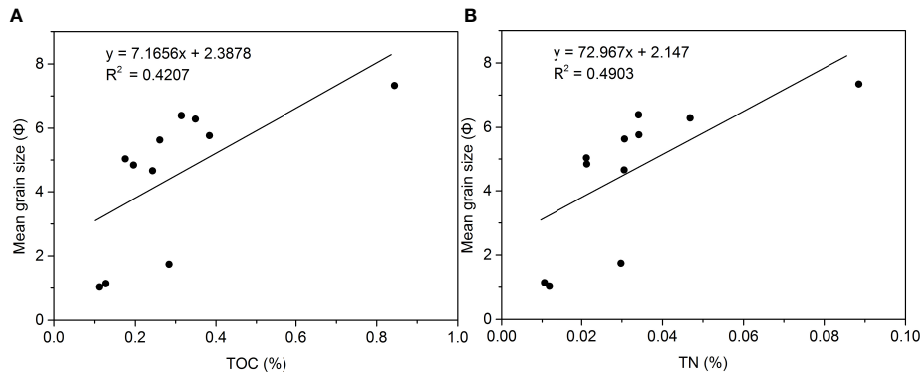 A
y = 7.1656x + 2.3878
R² = 0.4207
8
6
4
2
0
0.0 0.2 0.4 0.6 0.8 1.0
Mean grain size (Φ)
TOC (%)
B
y = 72.967x + 2.147
R² = 0.4903
8
6
4
2
0
0.00 0.02 0.04 0.06 0.08 0.10
Mean grain size (Φ)
TN (%)